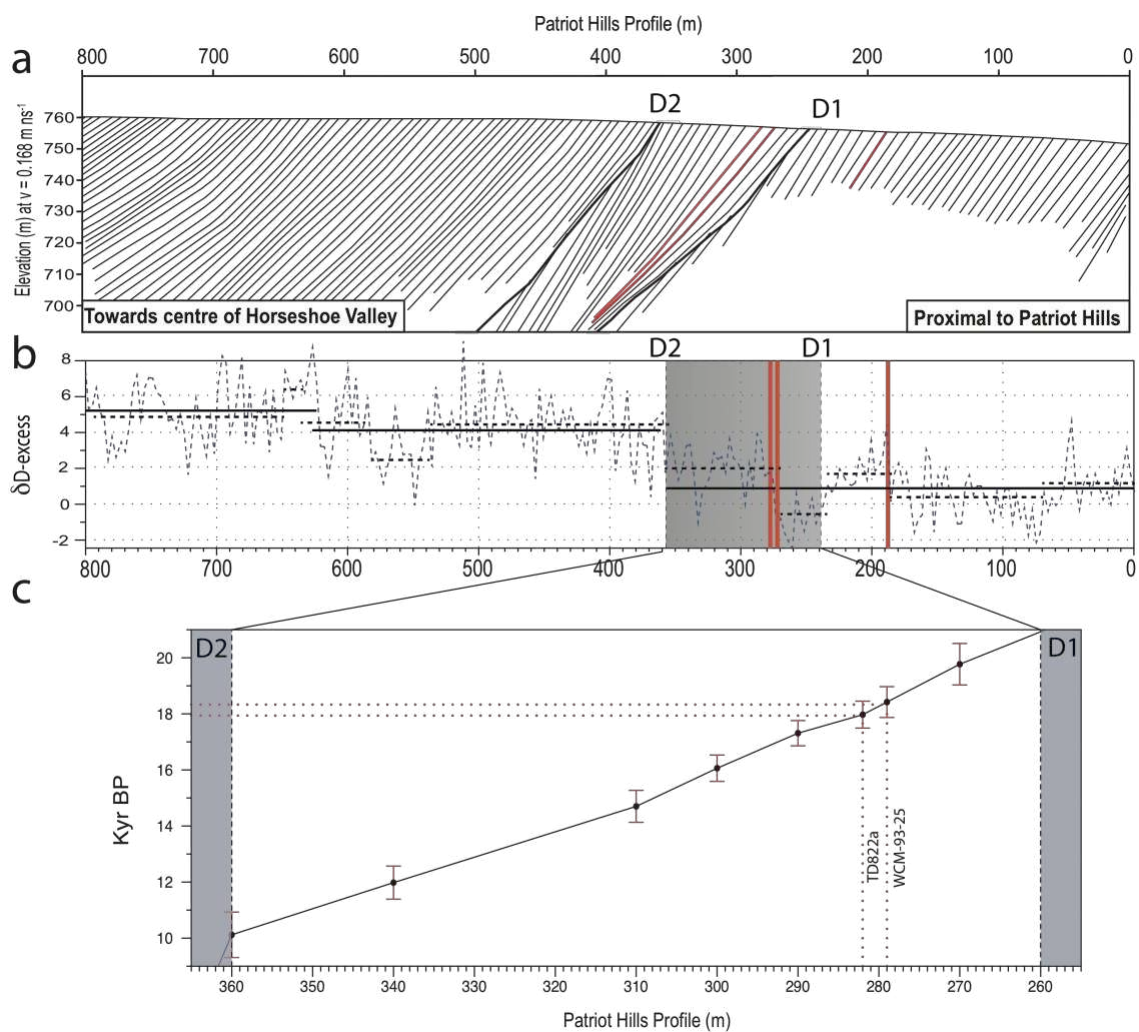 Patriot Hills Profile (m)
a
800 700 600 500 400 300 200 100 0
D2 D1
760
750
740
730
720
710
700
Elevation (m) at v = 0.168 m ns-1
Towards centre of Horseshoe Valley
Proximal to Patriot Hills
b
D2 D1
8
6
4
2
0
-2
δD-excess
800 700 600 500 400 300 200 100 0
c
D2 D1
20
18
16
14
12
10
Kyr BP
TD822a
WCM-93-25
360 350 340 330 320 310 300 290 280 270 260
Patriot Hills Profile (m)